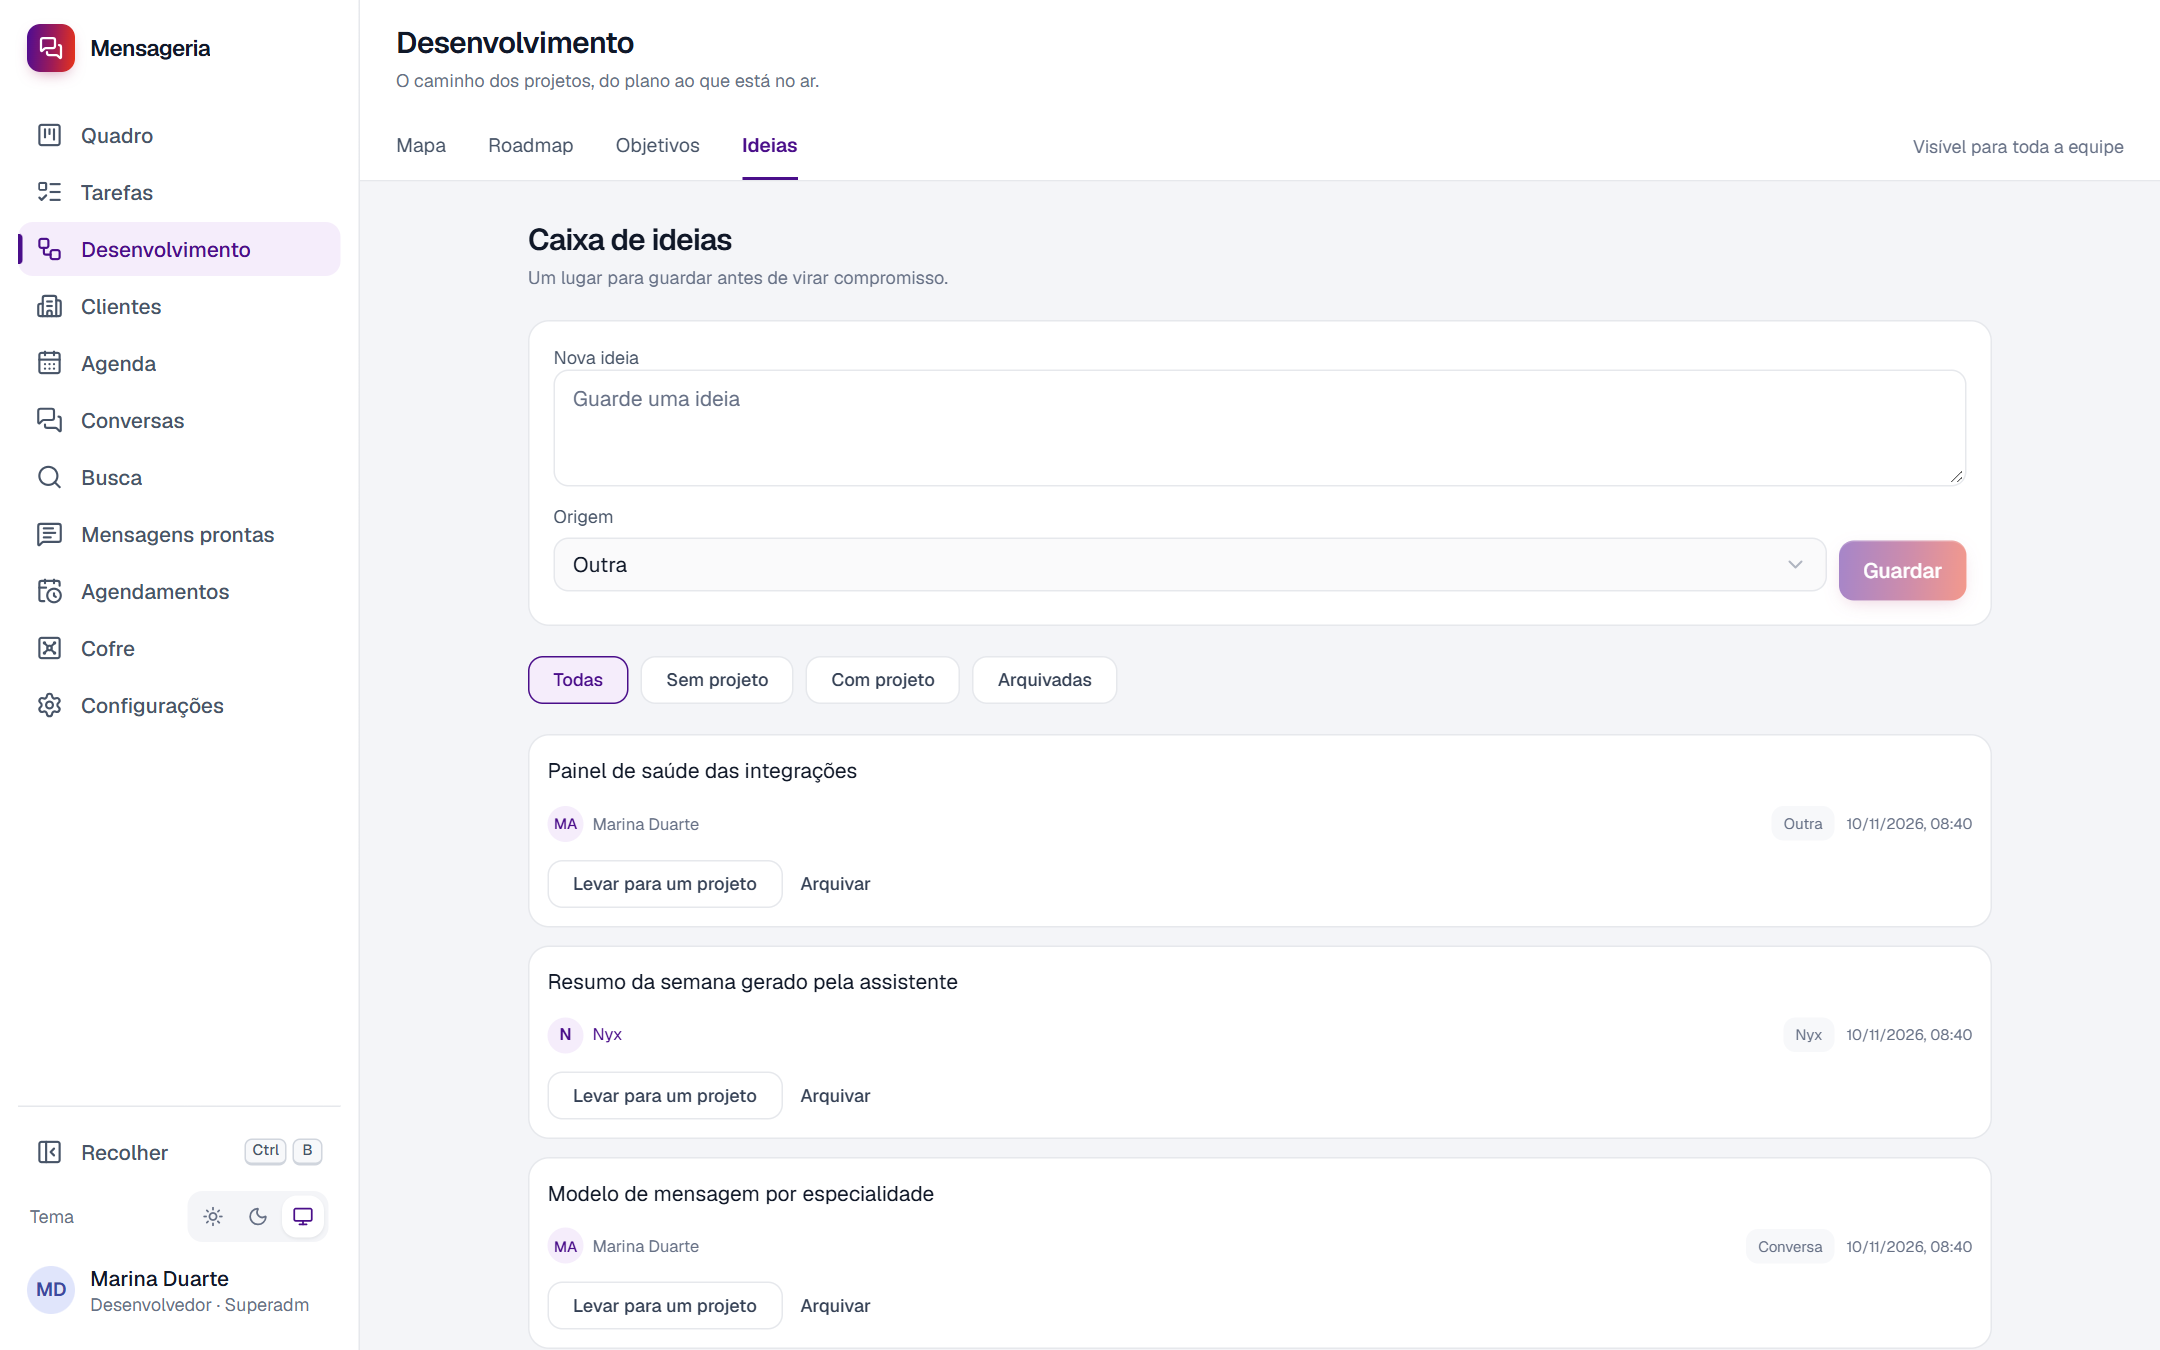 Mensageria
Quadro
Tarefas
Desenvolvimento
Clientes
Agenda
Conversas
Busca
Mensagens prontas
Agendamentos
Cofre
Configurações
Recolher
Ctrl B
Tema
MD
Marina Duarte
Desenvolvedor · Superadm
Desenvolvimento
O caminho dos projetos, do plano ao que está no ar.
Mapa Roadmap Objetivos Ideias
Visível para toda a equipe
Caixa de ideias
Um lugar para guardar antes de virar compromisso.
Nova ideia
Guarde uma ideia
Origem
Outra
Guardar
Todas Sem projeto Com projeto Arquivadas
Painel de saúde das integrações
MA Marina Duarte Outra 10/11/2026, 08:40
Levar para um projeto Arquivar
Resumo da semana gerado pela assistente
N Nyx Nyx 10/11/2026, 08:40
Levar para um projeto Arquivar
Modelo de mensagem por especialidade
MA Marina Duarte Conversa 10/11/2026, 08:40
Levar para um projeto Arquivar